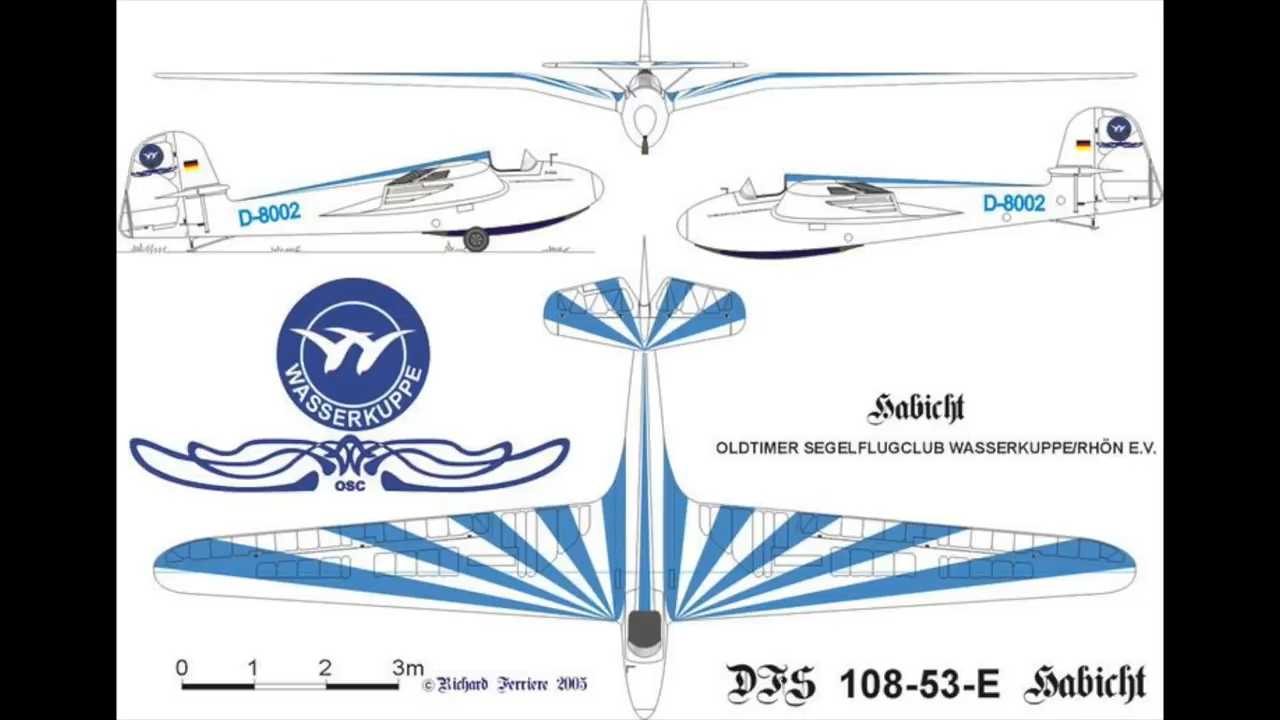 D-8002
D-8002
WASSERKUPPE
OSC
Habicht
OLDTIMER SEGELFLUGCLUB WASSERKUPPE/RHÖN E.V.
0 1 2 3m
© Richard Ferriere 2005
DFS 108-53-E Habicht